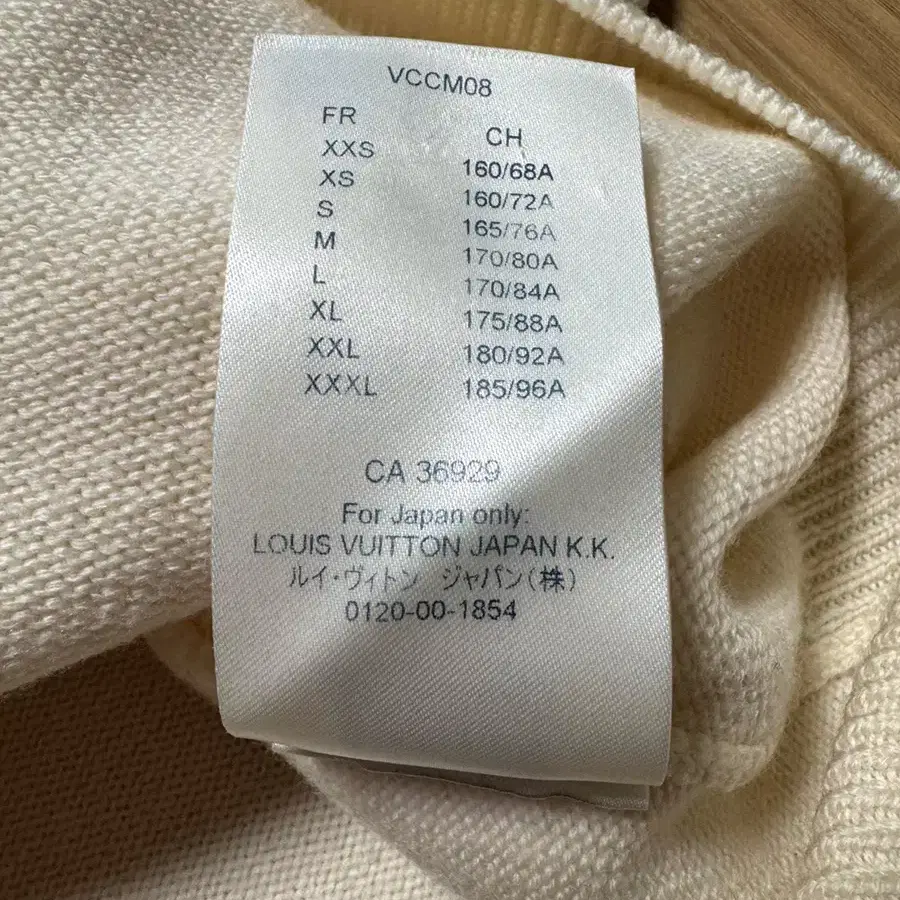 VCCM08
FR CH
XXS 160/68A
XS 160/72A
S 165/76A
M 170/80A
L 170/84A
XL 175/88A
XXL 180/92A
XXXL 185/96A
CA 36929
For Japan only:
LOUIS VUITTON JAPAN K.K.
ルイ・ヴィトン ジャパン(株)
0120-00-1854